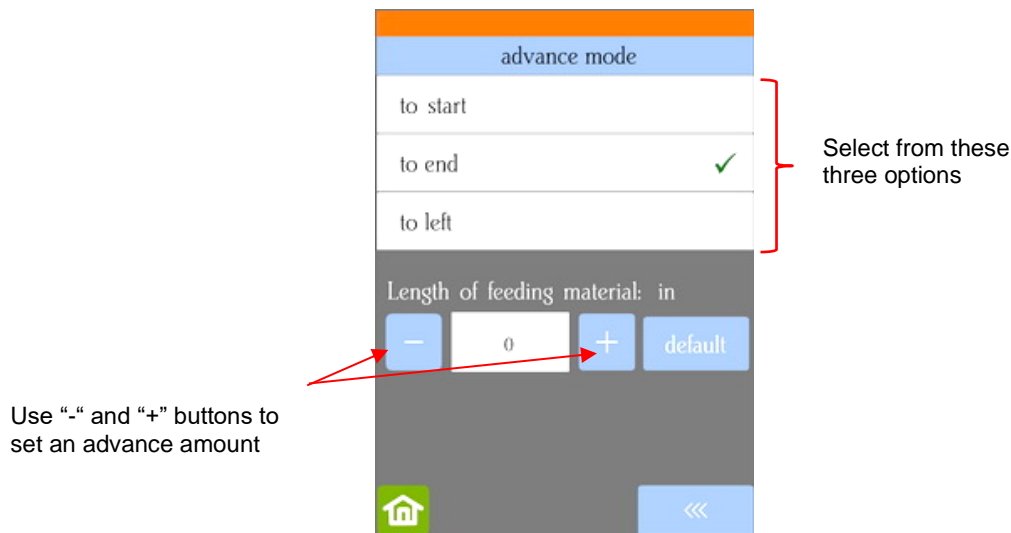 advance mode
to start
to end
to left
Select from these
three options
Length of feeding material: in
- 0 + default
Use “-“ and “+” buttons to
set an advance amount
<<<